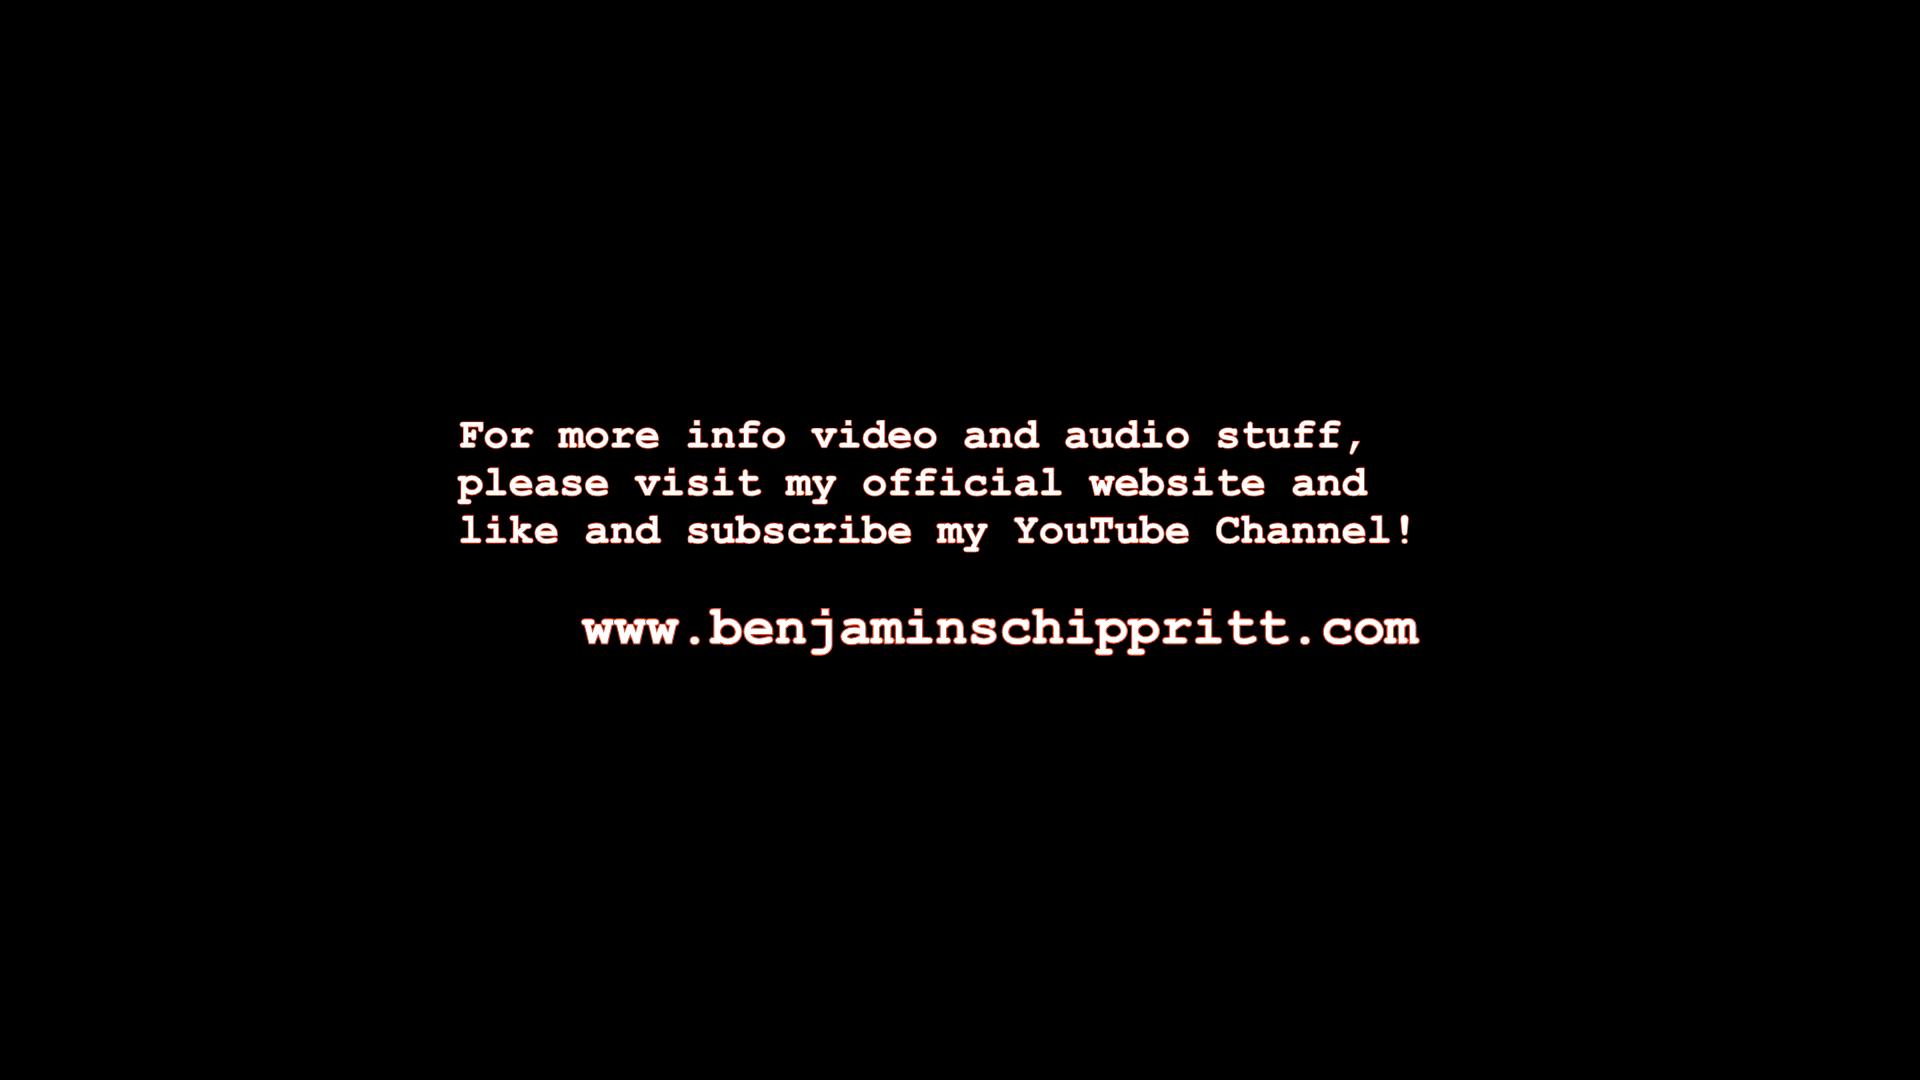 For more info video and audio stuff,
please visit my official website and
like and subscribe my YouTube Channel!
www.benjaminschippritt.com